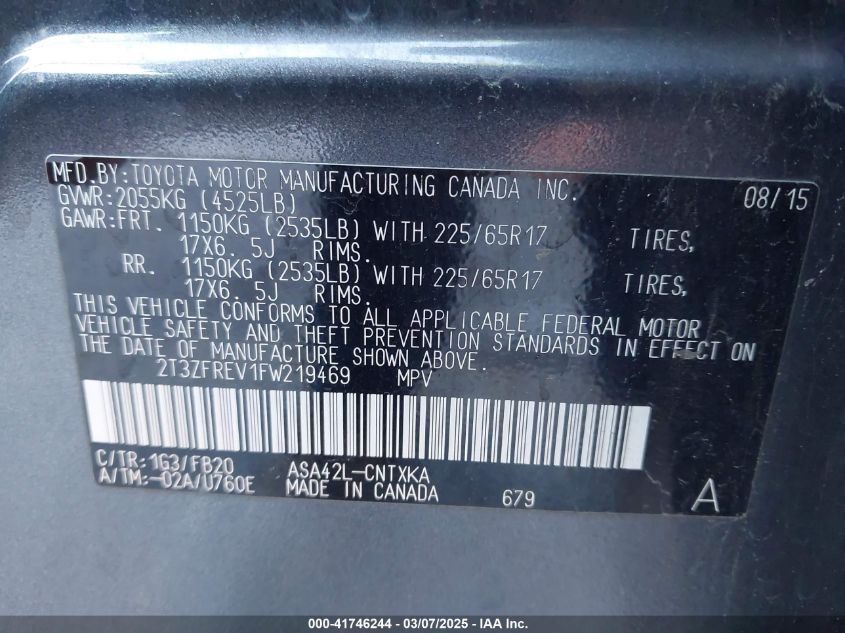 MFD.BY:TOYOTA MOTOR MANUFACTURING CANADA INC. 08/15
GVWR:2055KG (4525LB)
GAWR:FRT. 1150KG (2535LB) WITH 225/65R17 TIRES,
17X6. 5J RIMS.
RR. 1150KG (2535LB) WITH 225/65R17 TIRES,
17X6. 5J RIMS.
THIS VEHICLE CONFORMS TO ALL APPLICABLE FEDERAL MOTOR
VEHICLE SAFETY AND THEFT PREVENTION STANDARDS IN EFFECT ON
THE DATE OF MANUFACTURE SHOWN ABOVE.
2T3ZFREV1FW219469 MPV
C/TR:1G3/FB20 ASA42L-CNTXKA
A/TM:-02A/U760E MADE IN CANADA 679 A
000-41746244 — 03/07/2025 — IAA Inc.